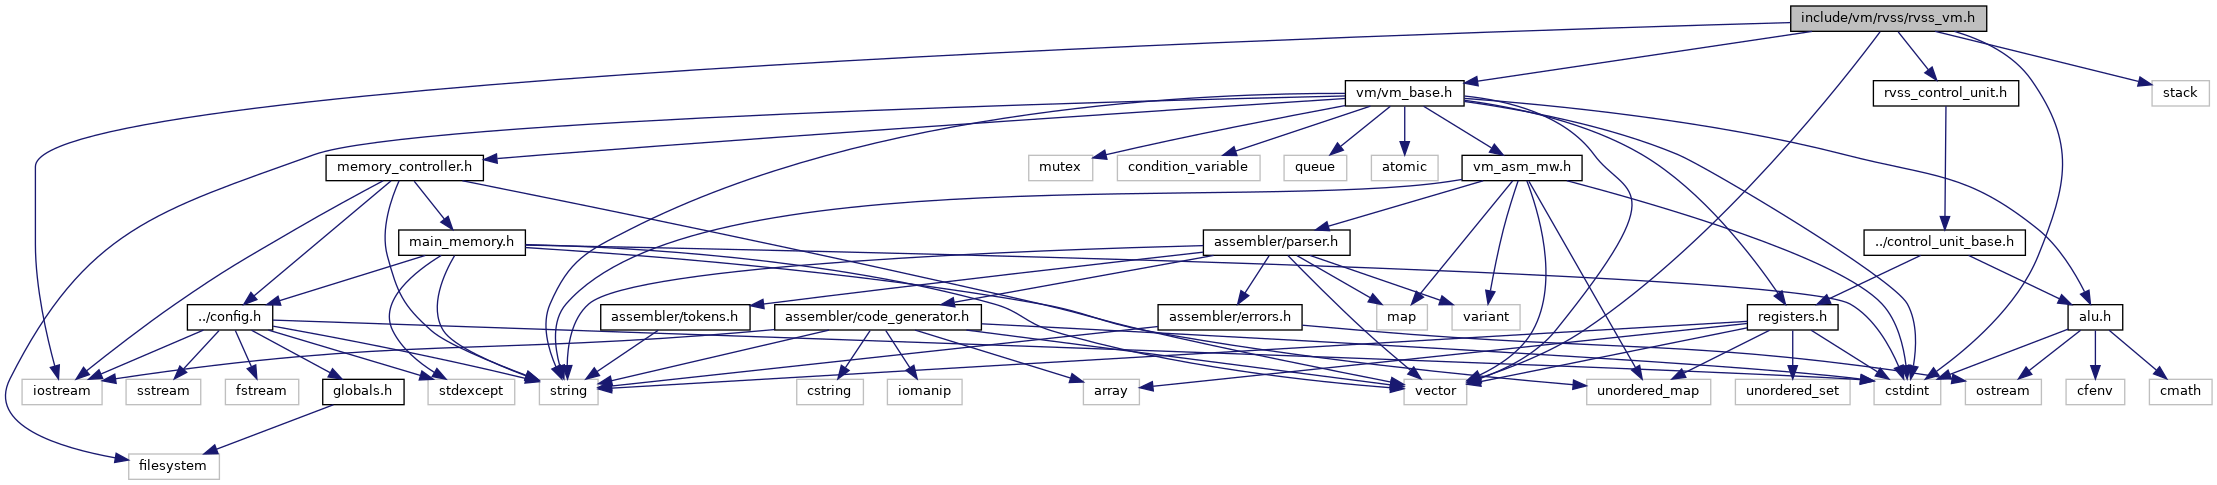 include/vm/rvss/rvss_vm.h
vm/vm_base.h
rvss_control_unit.h
stack
memory_controller.h
mutex
condition_variable
queue
atomic
vm_asm_mw.h
main_memory.h
assembler/parser.h
../control_unit_base.h
../config.h
assembler/tokens.h
assembler/code_generator.h
assembler/errors.h
map
variant
registers.h
alu.h
iostream
sstream
fstream
globals.h
stdexcept
string
cstring
iomanip
array
vector
unordered_map
unordered_set
cstdint
ostream
cfenv
cmath
filesystem